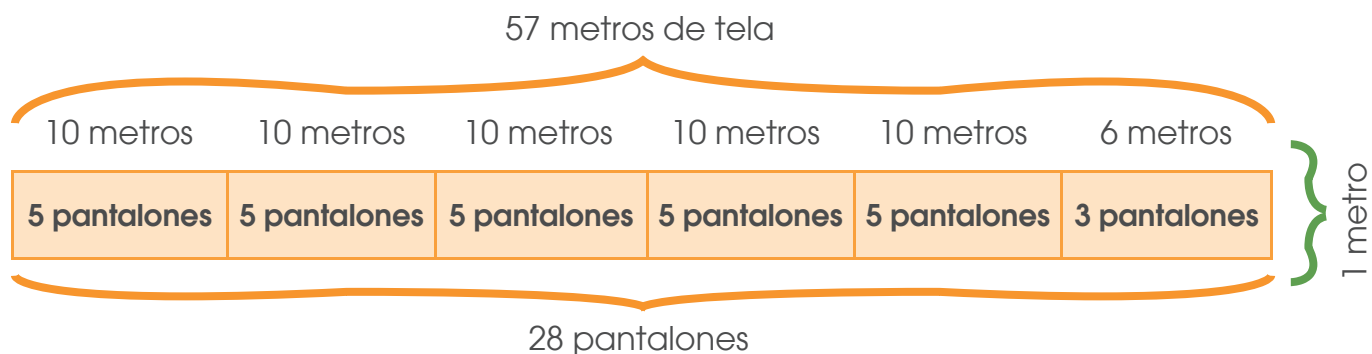 57 metros de tela
10 metros 10 metros 10 metros 10 metros 10 metros 6 metros
5 pantalones 5 pantalones 5 pantalones 5 pantalones 5 pantalones 3 pantalones
1 metro
28 pantalones